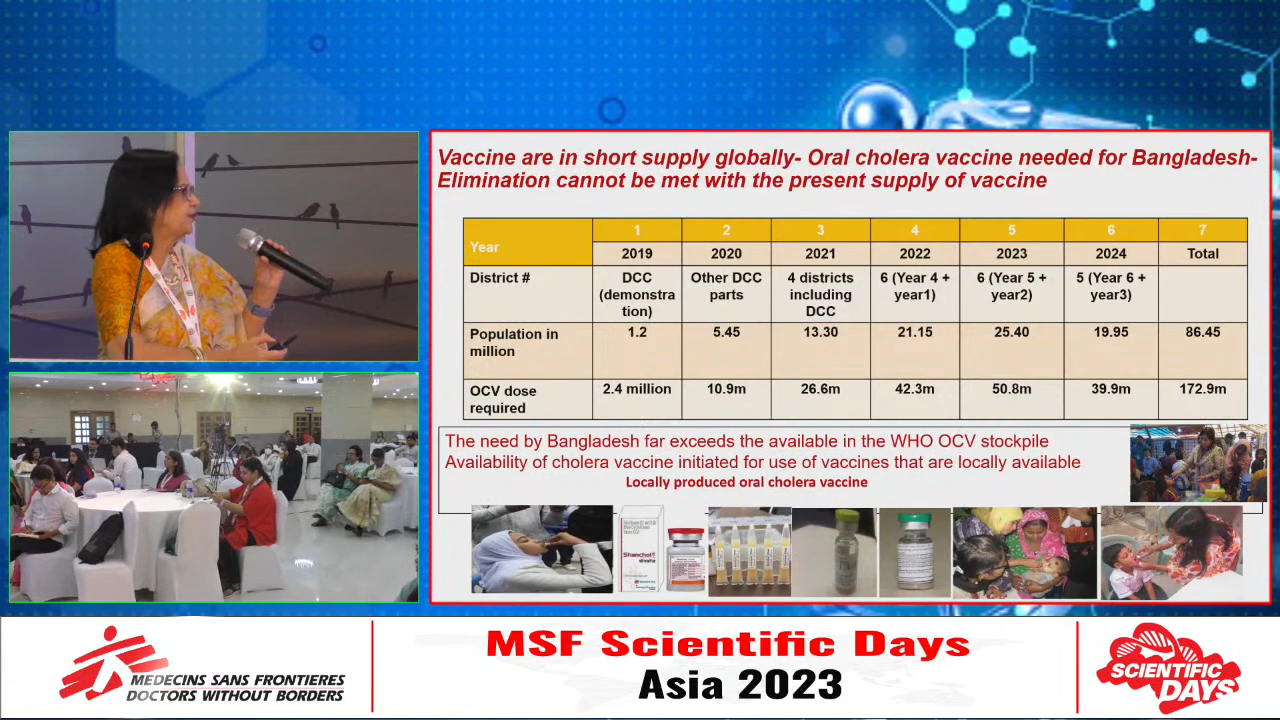 Vaccine are in short supply globally- Oral cholera vaccine needed for Bangladesh-
Elimination cannot be met with the present supply of vaccine
Year 1 2 3 4 5 6 7
2019 2020 2021 2022 2023 2024 Total
District # DCC (demonstra tion) Other DCC parts 4 districts including DCC 6 (Year 4 + year1) 6 (Year 5 + year2) 5 (Year 6 + year3)
Population in million 1.2 5.45 13.30 21.15 25.40 19.95 86.45
OCV dose required 2.4 million 10.9m 26.6m 42.3m 50.8m 39.9m 172.9m
The need by Bangladesh far exceeds the available in the WHO OCV stockpile
Availability of cholera vaccine initiated for use of vaccines that are locally available
Locally produced oral cholera vaccine
Shanchol
MEDECINS SANS FRONTIERES
DOCTORS WITHOUT BORDERS
MSF Scientific Days
Asia 2023
SCIENTIFIC
DAYS